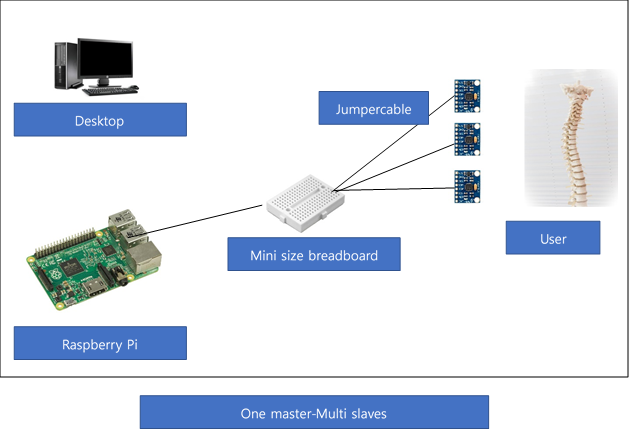 Desktop
Jumpercable
Mini size breadboard
User
Raspberry Pi
One master-Multi slaves